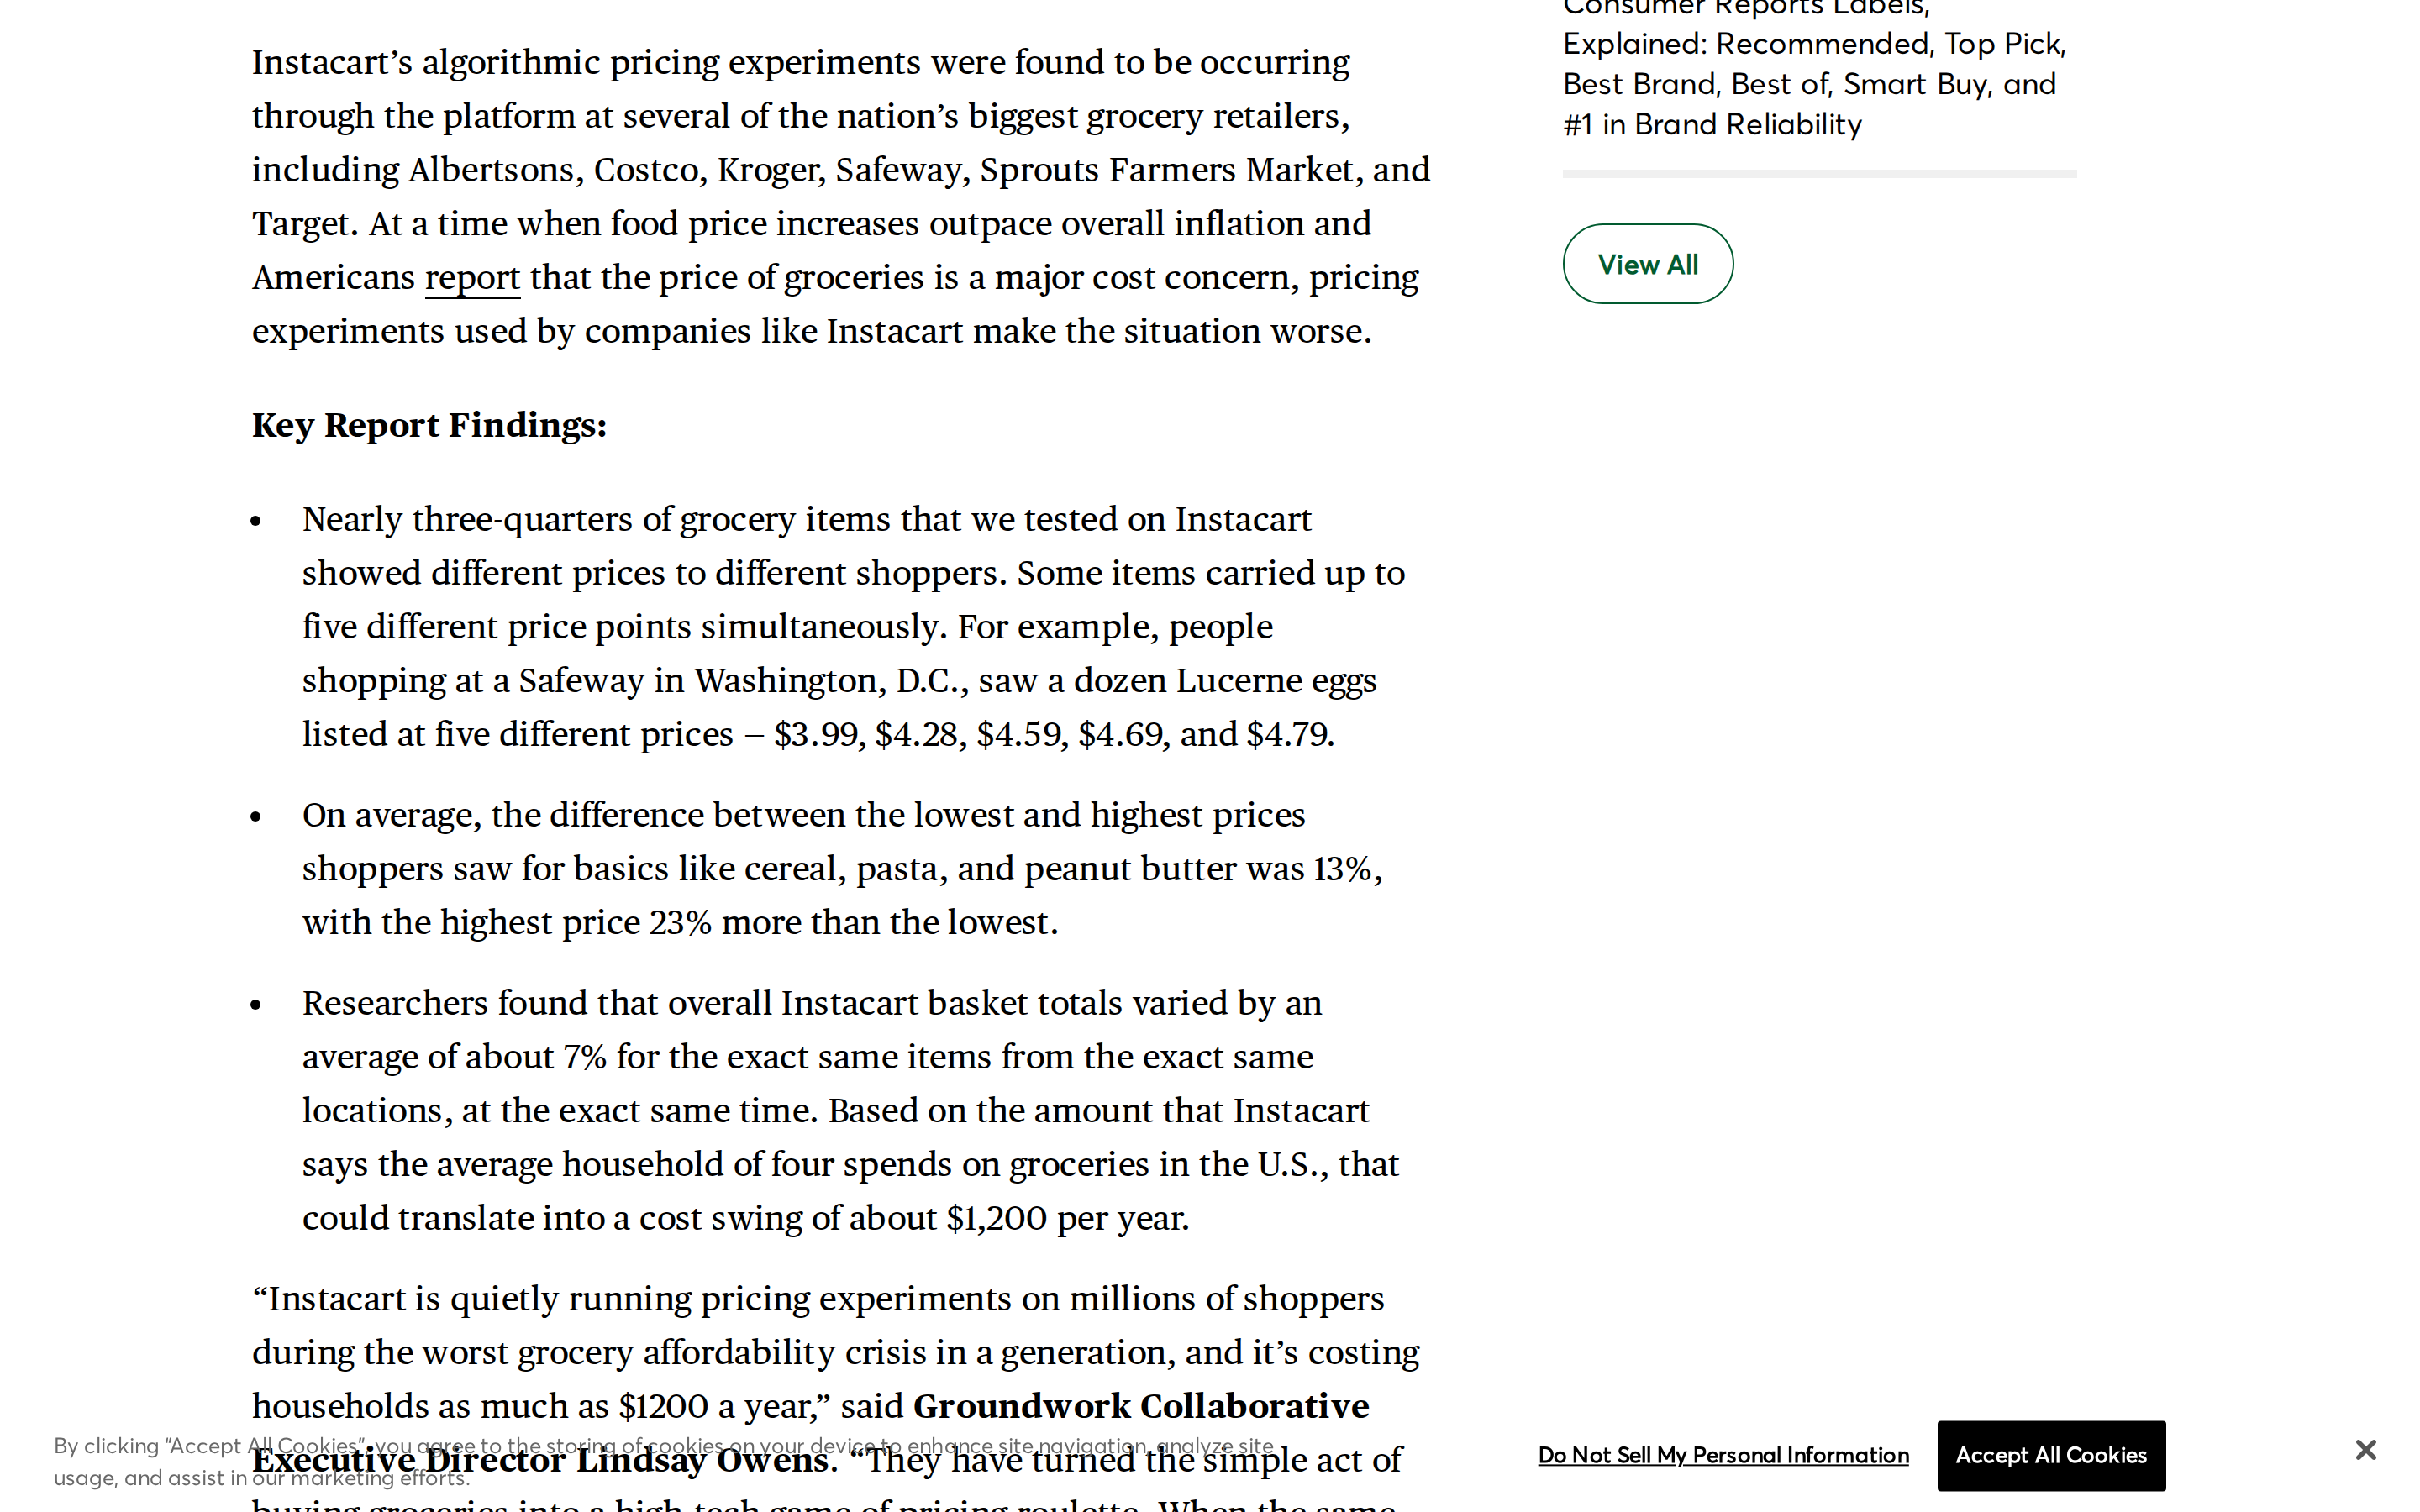 Instacart’s algorithmic pricing experiments were found to be occurring
through the platform at several of the nation’s biggest grocery retailers,
including Albertsons, Costco, Kroger, Safeway, Sprouts Farmers Market, and
Target. At a time when food price increases outpace overall inflation and
Americans report that the price of groceries is a major cost concern, pricing
experiments used by companies like Instacart make the situation worse.
Key Report Findings:
• Nearly three-quarters of grocery items that we tested on Instacart
showed different prices to different shoppers. Some items carried up to
five different price points simultaneously. For example, people
shopping at a Safeway in Washington, D.C., saw a dozen Lucerne eggs
listed at five different prices – $3.99, $4.28, $4.59, $4.69, and $4.79.
• On average, the difference between the lowest and highest prices
shoppers saw for basics like cereal, pasta, and peanut butter was 13%,
with the highest price 23% more than the lowest.
• Researchers found that overall Instacart basket totals varied by an
average of about 7% for the exact same items from the exact same
locations, at the exact same time. Based on the amount that Instacart
says the average household of four spends on groceries in the U.S., that
could translate into a cost swing of about $1,200 per year.
“Instacart is quietly running pricing experiments on millions of shoppers
during the worst grocery affordability crisis in a generation, and it’s costing
households as much as $1200 a year,” said Groundwork Collaborative
Executive Director Lindsay Owens. “They have turned the simple act of
buying groceries into a high-tech game of pricing roulette. When the same
Consumer Reports Labels,
Explained: Recommended, Top Pick,
Best Brand, Best of, Smart Buy, and
#1 in Brand Reliability
View All
By clicking “Accept All Cookies”, you agree to the storing of cookies on your device to enhance site navigation, analyze site
usage, and assist in our marketing efforts.
Do Not Sell My Personal Information
Accept All Cookies